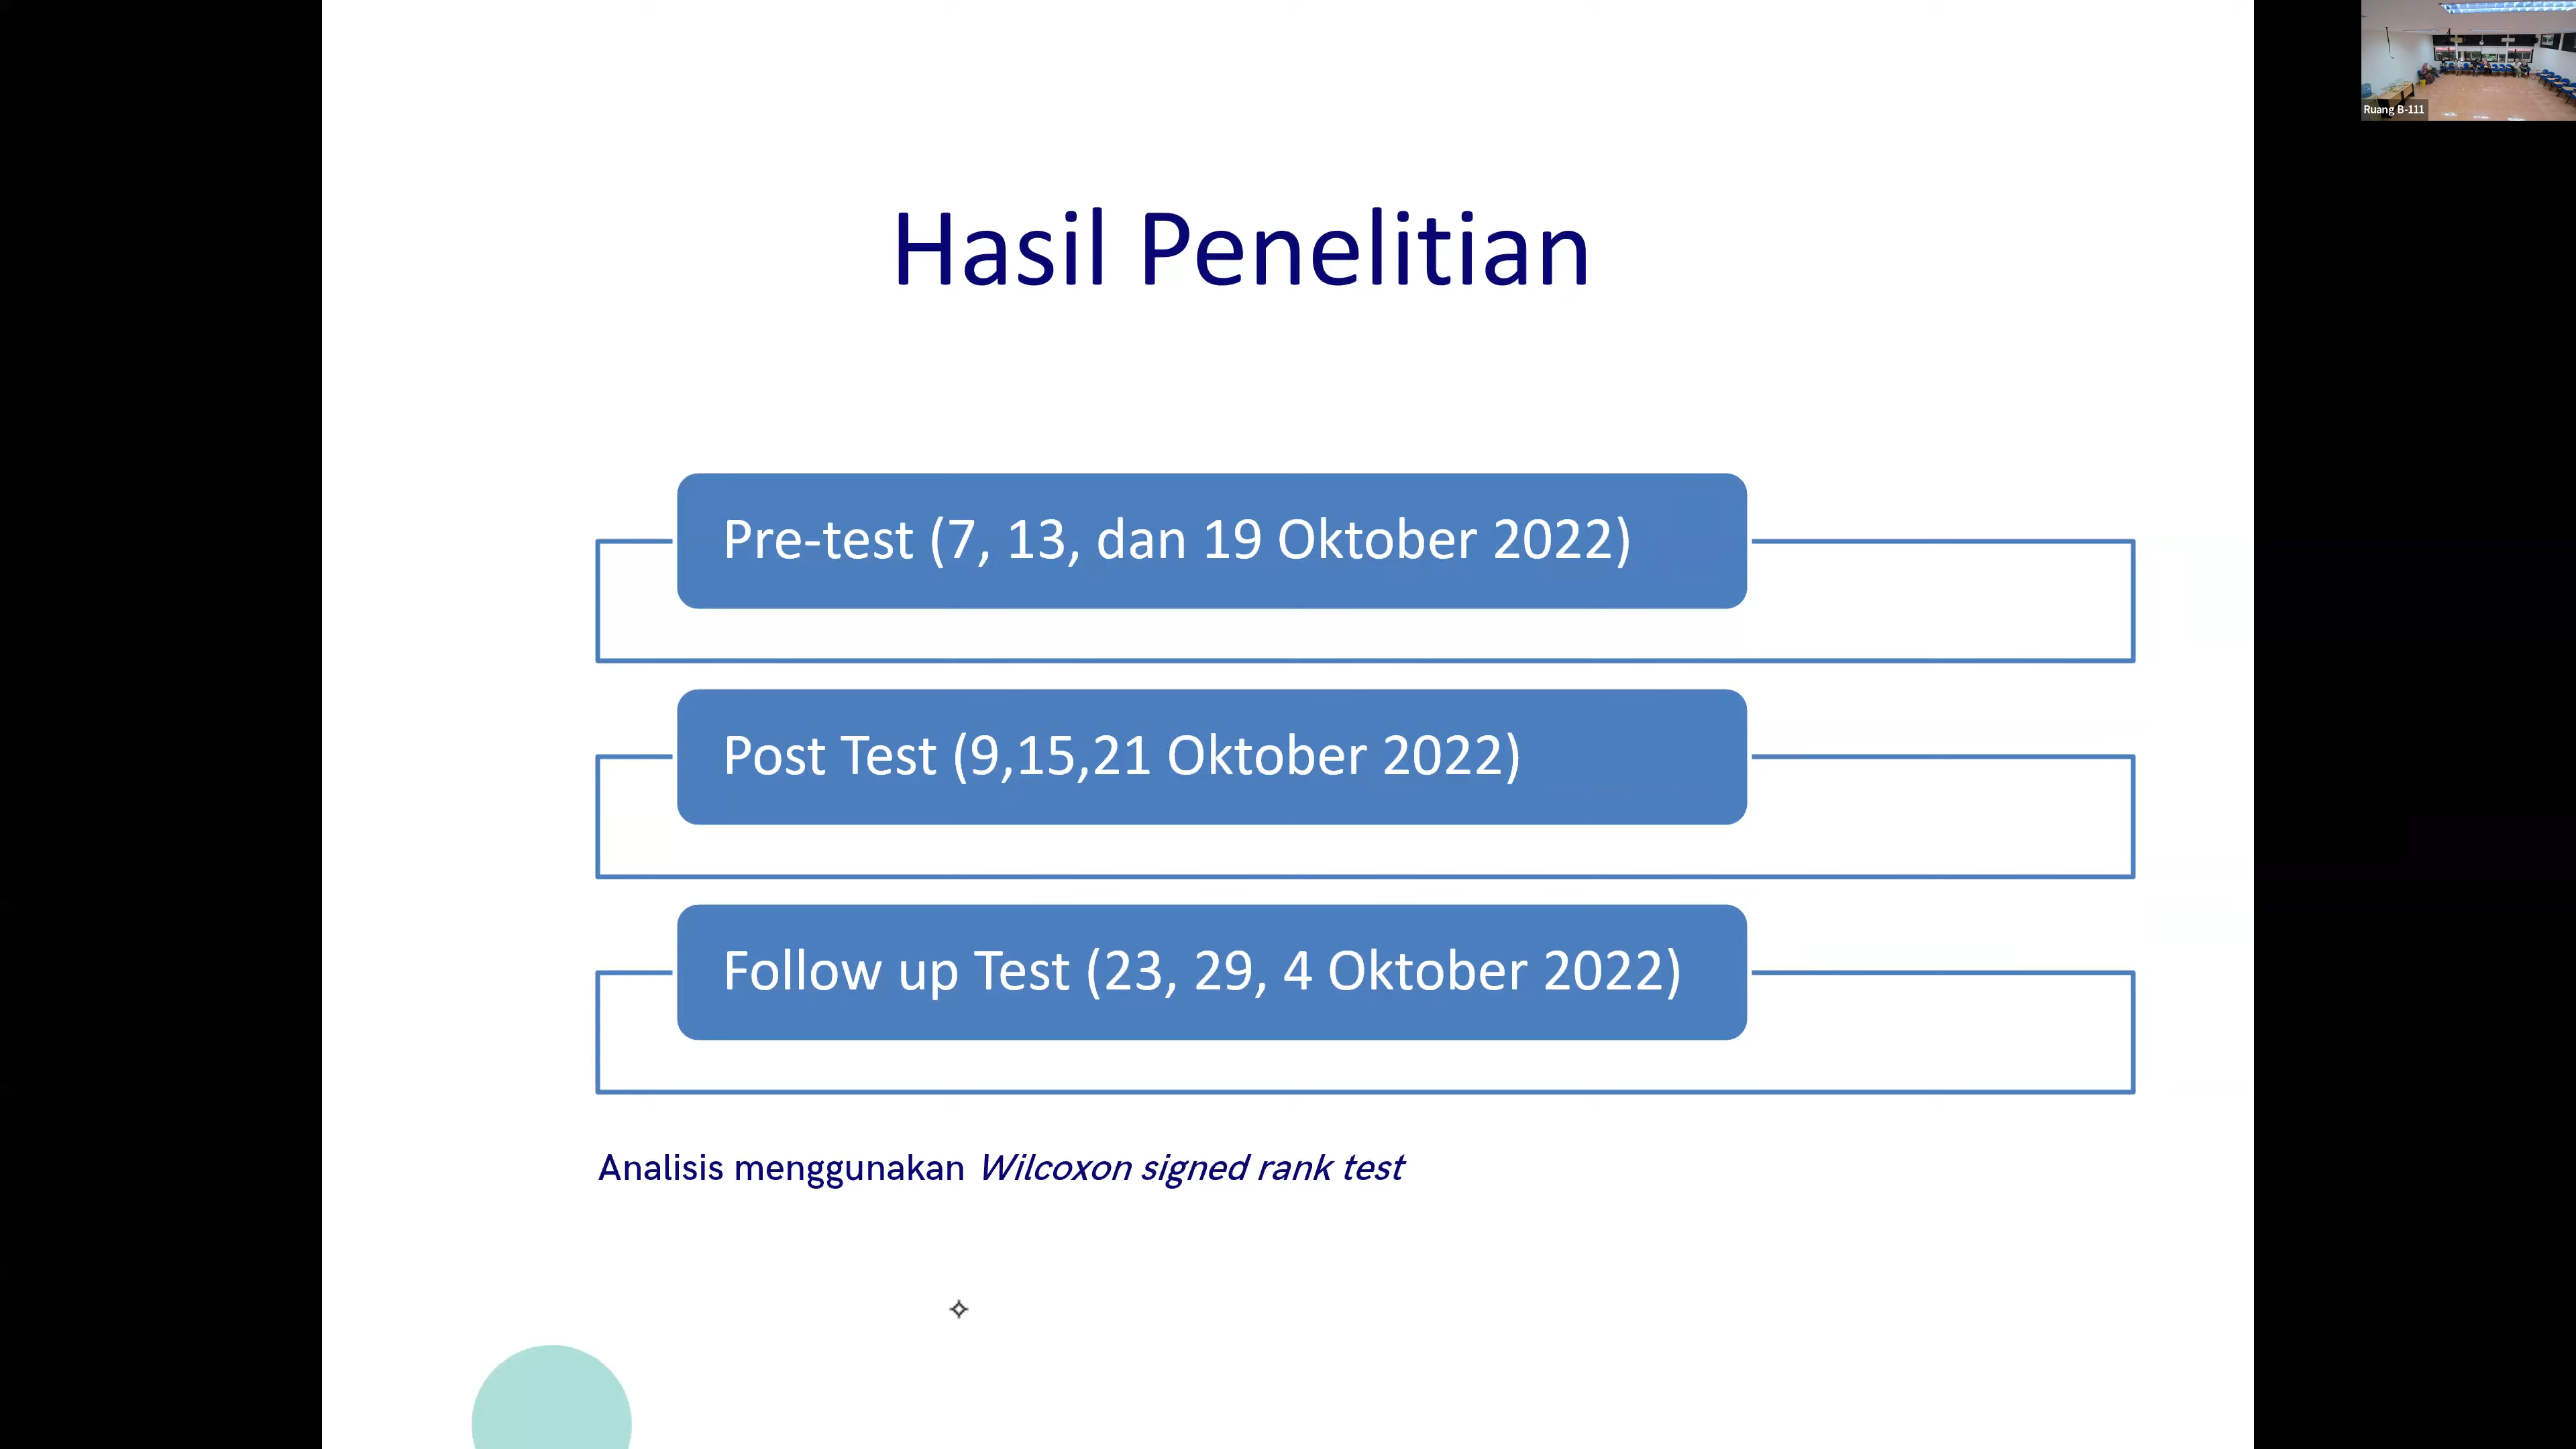 Hasil Penelitian
Pre-test (7, 13, dan 19 Oktober 2022)
Post Test (9,15,21 Oktober 2022)
Follow up Test (23, 29, 4 Oktober 2022)
Analisis menggunakan Wilcoxon signed rank test
Ruang B-111